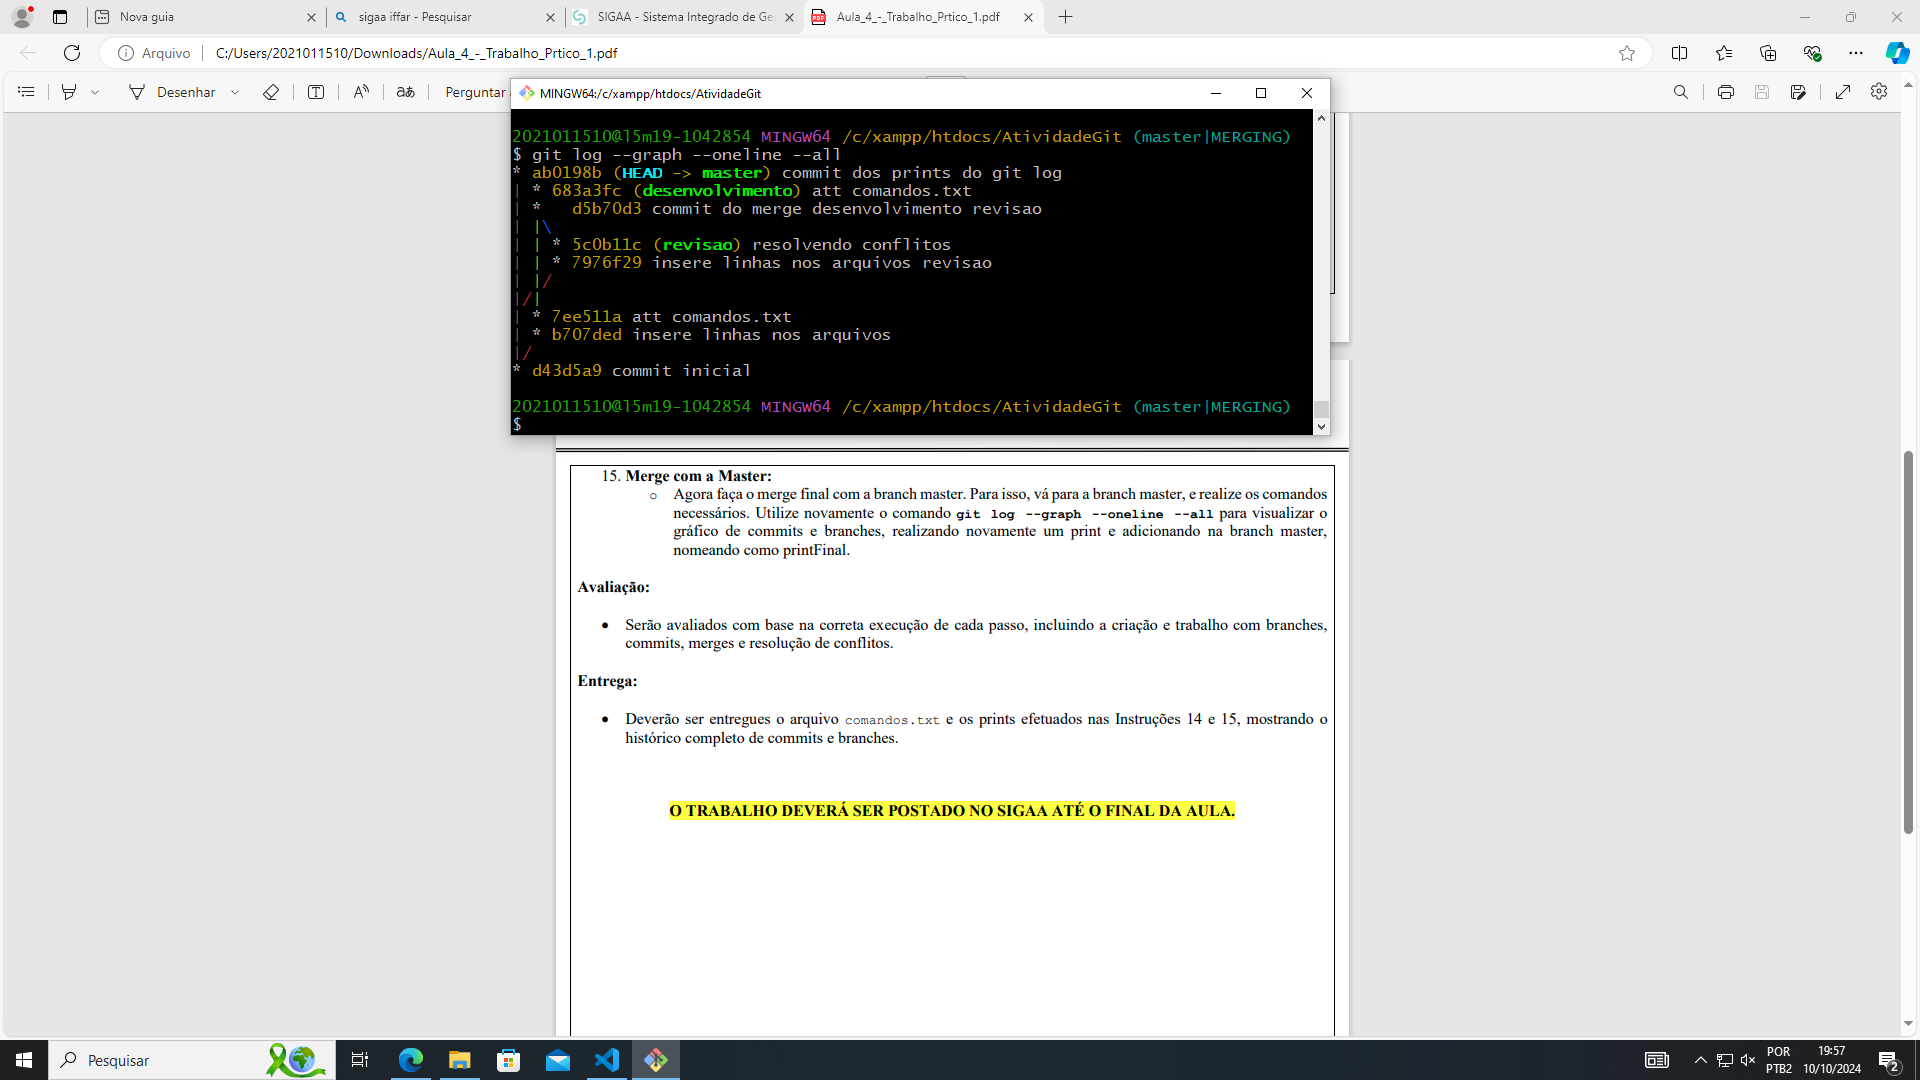 Nova guia
sigaa iffar - Pesquisar
SIGAA - Sistema Integrado de Ge
Aula_4_-_Trabalho_Prtico_1.pdf
Arquivo
C:/Users/2021011510/Downloads/Aula_4_-_Trabalho_Prtico_1.pdf
Desenhar
Perguntar
MINGW64:/c/xampp/htdocs/AtividadeGit
2021011510@l5m19-1042854 MINGW64 /c/xampp/htdocs/AtividadeGit (master|MERGING)
$ git log --graph --oneline --all
* ab0198b (HEAD -> master) commit dos prints do git log
| * 683a3fc (desenvolvimento) att comandos.txt
| *   d5b70d3 commit do merge desenvolvimento revisao
| |\
| | * 5c0b11c (revisao) resolvendo conflitos
| | * 7976f29 insere linhas nos arquivos revisao
| |/
|/|
| * 7ee511a att comandos.txt
| * b707ded insere linhas nos arquivos
|/
* d43d5a9 commit inicial
2021011510@l5m19-1042854 MINGW64 /c/xampp/htdocs/AtividadeGit (master|MERGING)
$
15. Merge com a Master:
o Agora faça o merge final com a branch master. Para isso, vá para a branch master, e realize os comandos
necessários. Utilize novamente o comando git log --graph --oneline --all para visualizar o
gráfico de commits e branches, realizando novamente um print e adicionando na branch master,
nomeando como printFinal.
Avaliação:
• Serão avaliados com base na correta execução de cada passo, incluindo a criação e trabalho com branches,
commits, merges e resolução de conflitos.
Entrega:
• Deverão ser entregues o arquivo comandos.txt e os prints efetuados nas Instruções 14 e 15, mostrando o
histórico completo de commits e branches.
O TRABALHO DEVERÁ SER POSTADO NO SIGAA ATÉ O FINAL DA AULA.
Pesquisar
POR
PTB2
19:57
10/10/2024
2